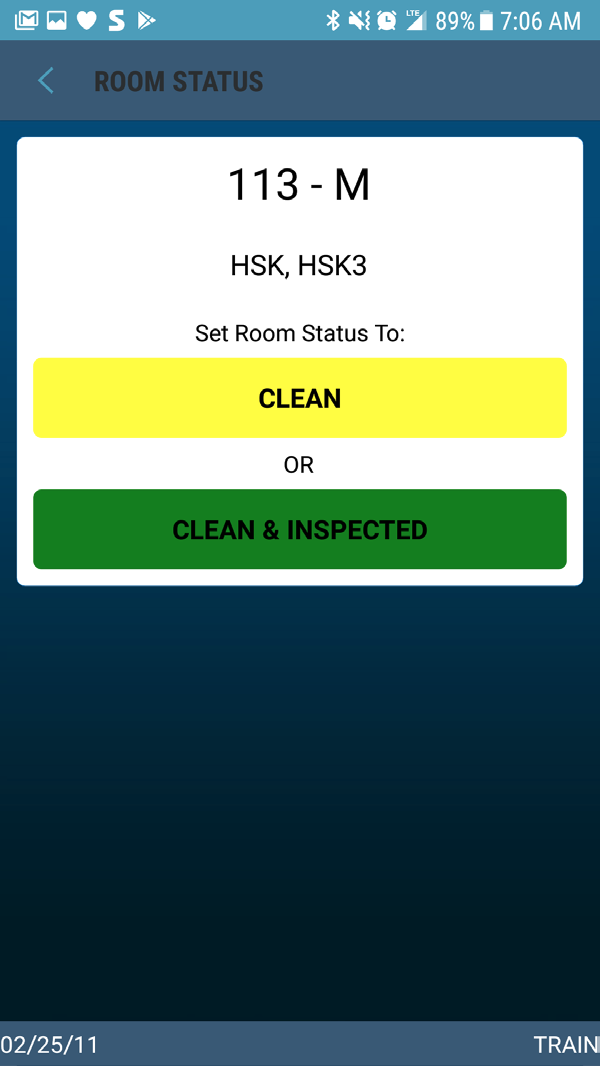 LTE 89% 7:06 AM
ROOM STATUS
113 - M
HSK, HSK3
Set Room Status To:
CLEAN
OR
CLEAN & INSPECTED
02/25/11 TRAIN